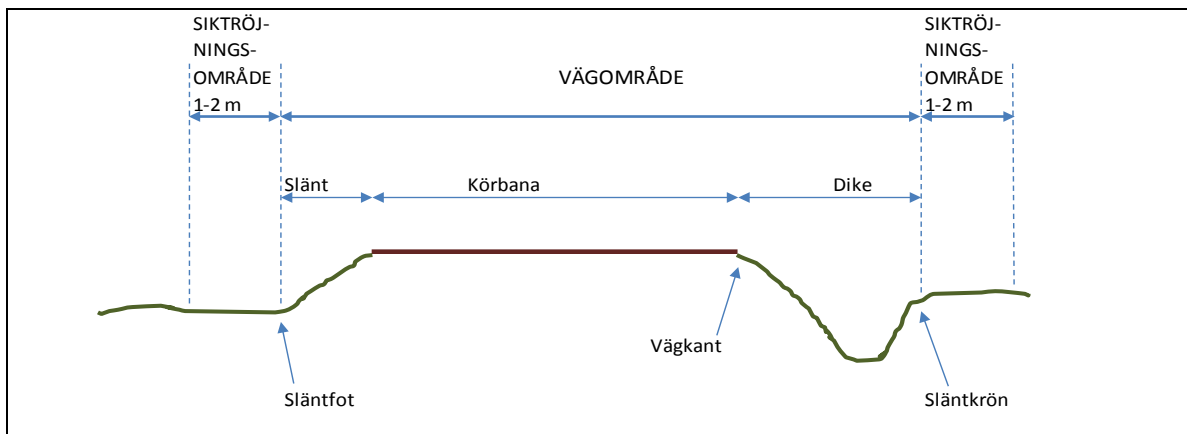 SIKTRÖJ-
NINGS-
OMRÅDE
1-2 m
VÄGOMRÅDE
SIKTRÖJ-
NINGS-
OMRÅDE
1-2 m
Slänt
Körbana
Dike
Vägkant
Släntfot
Släntkrön